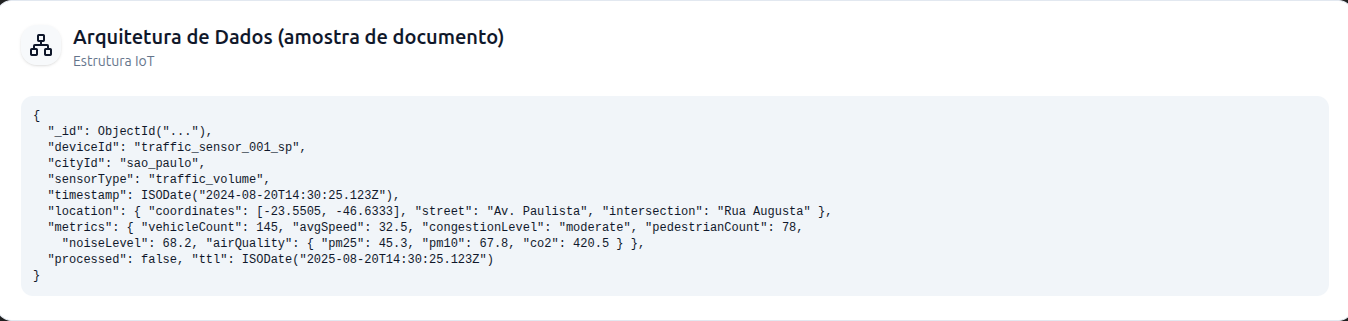 Arquitetura de Dados (amostra de documento)
Estrutura IoT
{
  "_id": ObjectId("..."),
  "deviceId": "traffic_sensor_001_sp",
  "cityId": "sao_paulo",
  "sensorType": "traffic_volume",
  "timestamp": ISODate("2024-08-20T14:30:25.123Z"),
  "location": { "coordinates": [-23.5505, -46.6333], "street": "Av. Paulista", "intersection": "Rua Augusta" },
  "metrics": { "vehicleCount": 145, "avgSpeed": 32.5, "congestionLevel": "moderate", "pedestrianCount": 78,
    "noiseLevel": 68.2, "airQuality": { "pm25": 45.3, "pm10": 67.8, "co2": 420.5 } },
  "processed": false, "ttl": ISODate("2025-08-20T14:30:25.123Z")
}